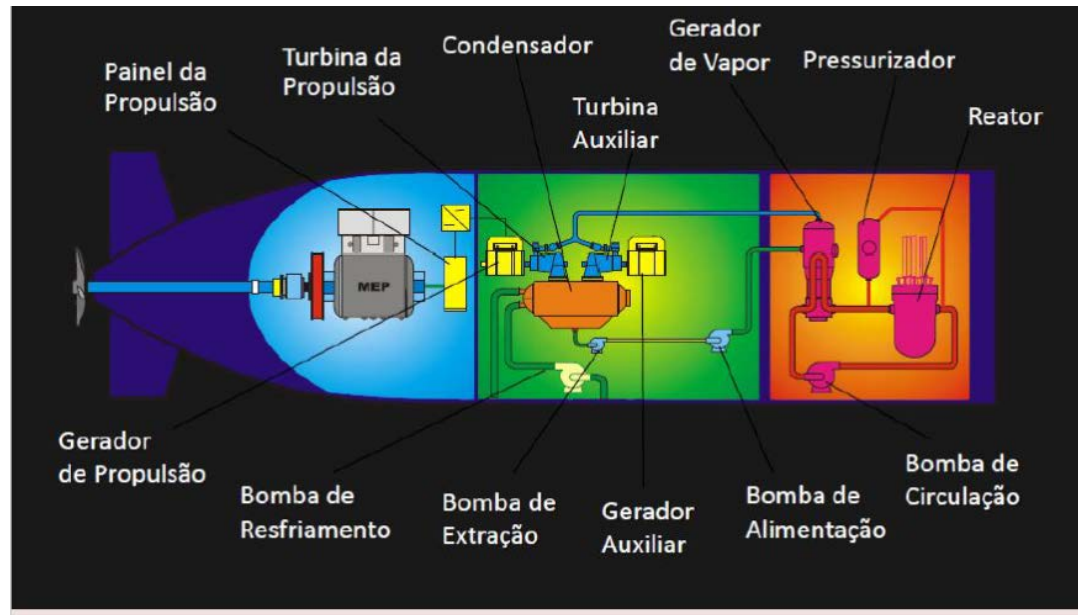 Painel da
Propulsão
Turbina da
Propulsão
Condensador
Turbina
Auxiliar
Gerador
de Vapor
Pressurizador
Reator
MEP
Gerador
de Propulsão
Bomba de
Resfriamento
Bomba de
Extração
Gerador
Auxiliar
Bomba de
Alimentação
Bomba de
Circulação